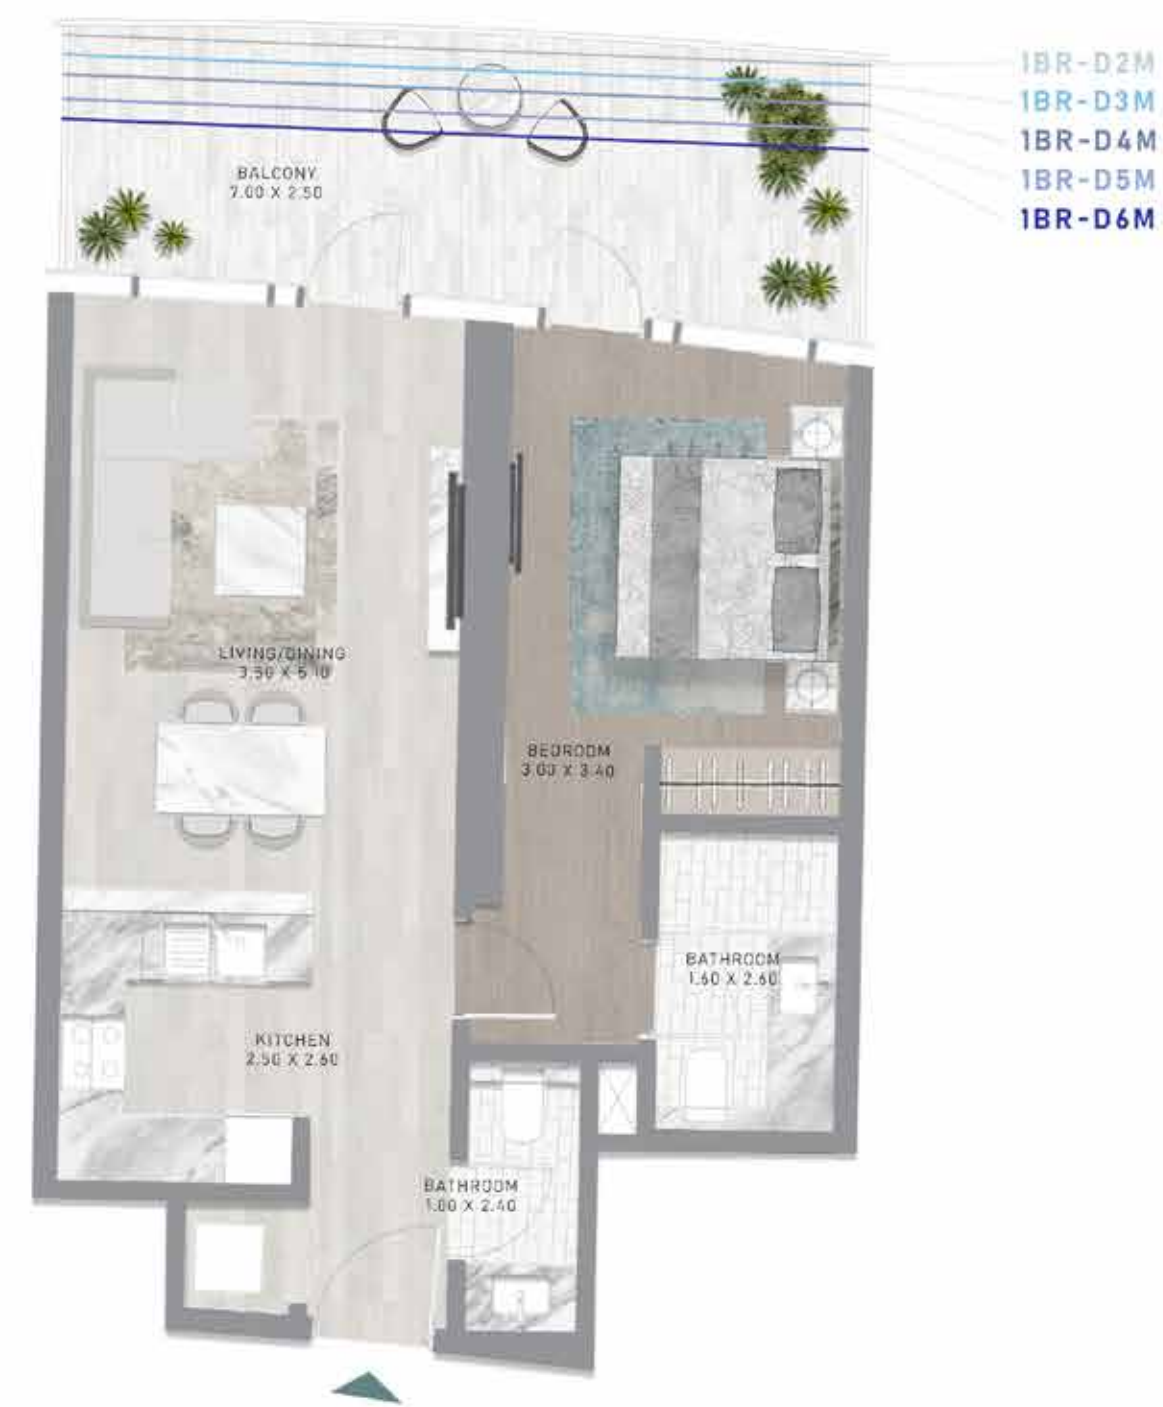 1BR-D2M
1BR-D3M
1BR-D4M
1BR-D5M
1BR-D6M
BALCONY
7.00 X 2.50
LIVING/DINING
3.50 X 5.10
BEDROOM
3.00 X 3.40
BATHROOM
1.60 X 2.60
KITCHEN
2.50 X 2.60
BATHROOM
X 2.40